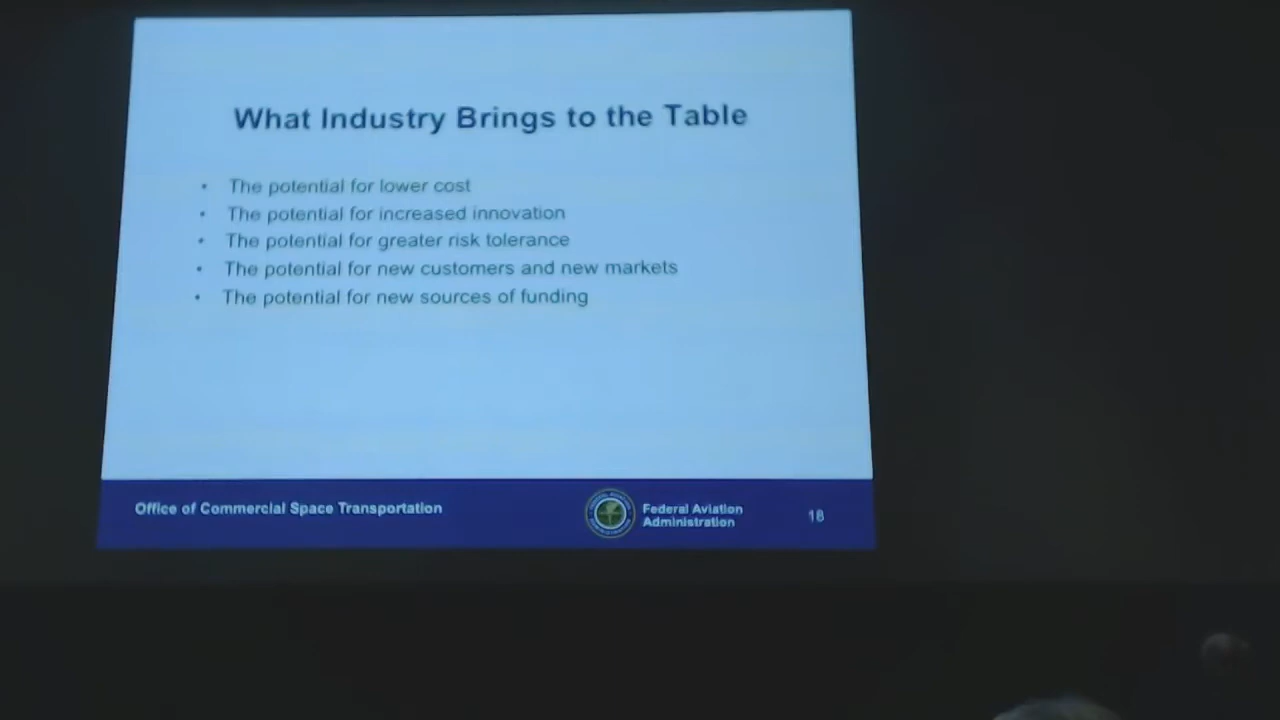 What Industry Brings to the Table
• The potential for lower cost
• The potential for increased innovation
• The potential for greater risk tolerance
• The potential for new customers and new markets
• The potential for new sources of funding
Office of Commercial Space Transportation
Federal Aviation
Administration
18